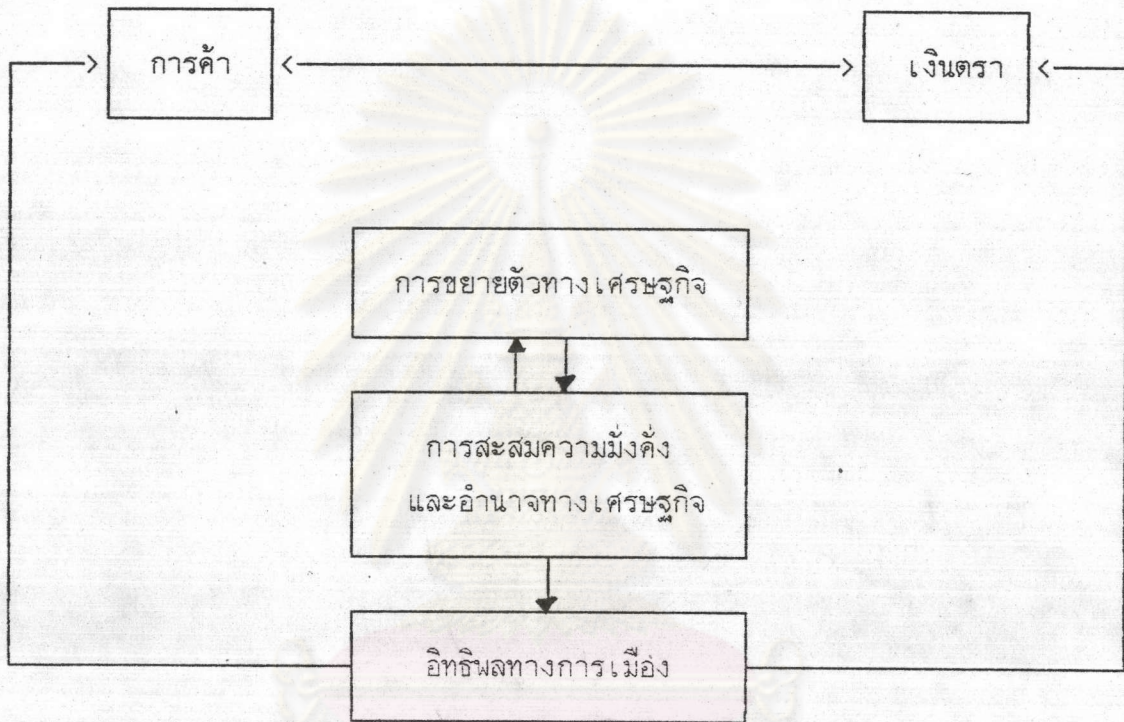 การค้า
เงินตรา
การขยายตัวทางเศรษฐกิจ
การสะสมความมั่งคั่ง
และอำนาจทางเศรษฐกิจ
อิทธิพลทางการเมือง